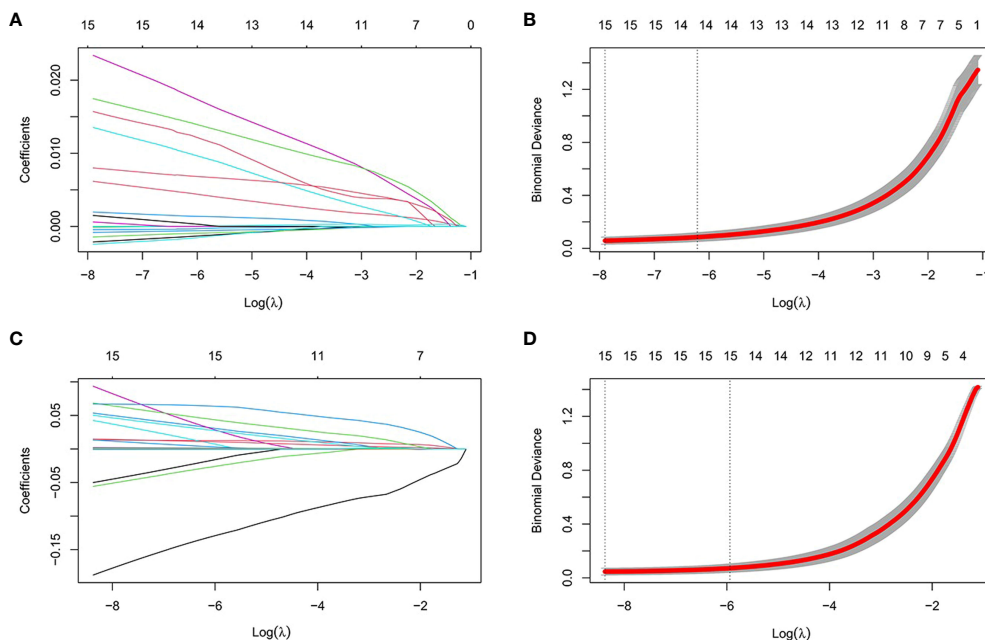 A
15 15 14 13 14 11 7 0
Coefficients
0.020
0.010
0.000
−8 −7 −6 −5 −4 −3 −2 −1
Log(λ)
B
15 15 15 14 14 14 13 13 14 13 12 11 8 7 7 5 1
Binomial Deviance
1.2
0.8
0.4
0.0
−8 −7 −6 −5 −4 −3 −2 −1
Log(λ)
C
15 15 11 7
Coefficients
0.05
−0.05
−0.15
−8 −6 −4 −2
Log(λ)
D
15 15 15 15 15 15 15 14 14 12 11 12 11 10 9 5 4
Binomial Deviance
1.2
0.8
0.4
0.0
−8 −6 −4 −2
Log(λ)